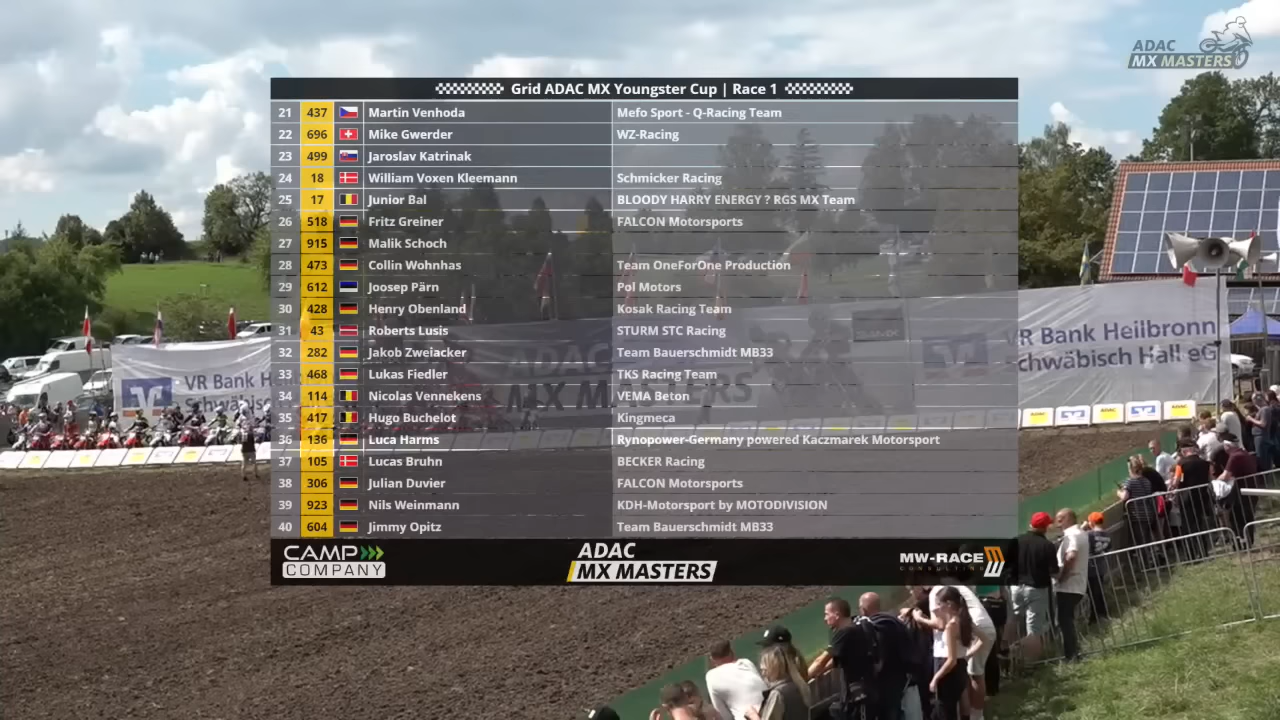 ADAC
MX MASTERS
Grid ADAC MX Youngster Cup | Race 1
21 437 Martin Venhoda Mefo Sport - Q-Racing Team
22 696 Mike Gwerder WZ-Racing
23 499 Jaroslav Katrinak
24 18 William Voxen Kleemann Schmicker Racing
25 17 Junior Bal BLOODY HARRY ENERGY ? RGS MX Team
26 518 Fritz Greiner FALCON Motorsports
27 915 Malik Schoch
28 473 Collin Wohnhas Team OneForOne Production
29 612 Joosep Pärn Pol Motors
30 428 Henry Obenland Kosak Racing Team
31 43 Roberts Lusis STURM STC Racing
32 282 Jakob Zweiacker Team Bauerschmidt MB33
33 468 Lukas Fiedler TKS Racing Team
34 114 Nicolas Vennekens VEMA Beton
35 417 Hugo Buchelot Kingmeca
36 136 Luca Harms Rynopower-Germany powered Kaczmarek Motorsport
37 105 Lucas Bruhn BECKER Racing
38 306 Julian Duvier FALCON Motorsports
39 923 Nils Weinmann KDH-Motorsport by MOTODIVISION
40 604 Jimmy Opitz Team Bauerschmidt MB33
CAMP COMPANY
ADAC MX MASTERS
MW-RACE CONSULTING
VR Bank Heilbronn
Schwäbisch Hall eG
VR Bank H
Schwäbis
ADAC
MX MASTERS